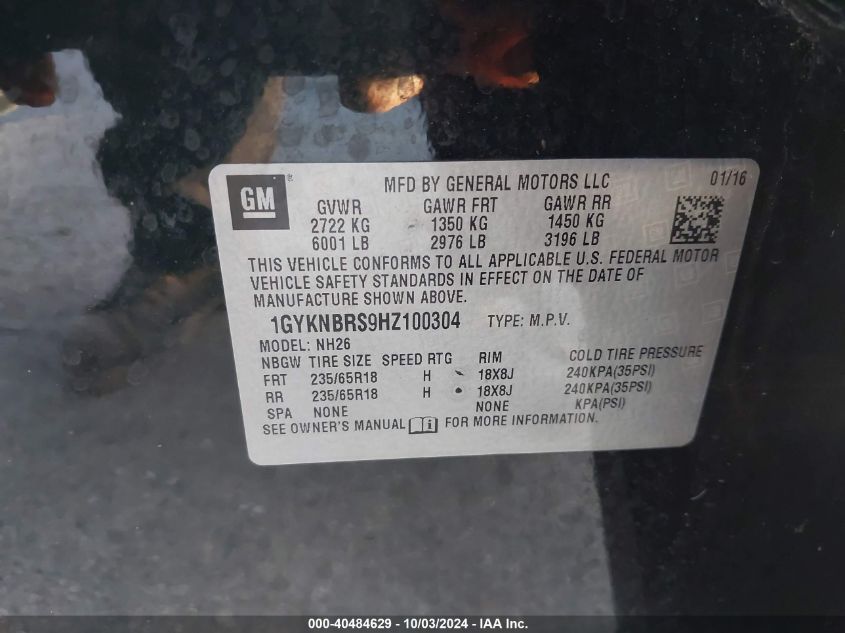 GM ® MFD BY GENERAL MOTORS LLC 01/16
GVWR GAWR FRT GAWR RR
2722 KG 1350 KG 1450 KG
6001 LB 2976 LB 3196 LB
THIS VEHICLE CONFORMS TO ALL APPLICABLE U.S. FEDERAL MOTOR
VEHICLE SAFETY STANDARDS IN EFFECT ON THE DATE OF
MANUFACTURE SHOWN ABOVE.
1GYKNBRS9HZ100304 TYPE: M.P.V.
MODEL: NH26
NBGW TIRE SIZE SPEED RTG RIM COLD TIRE PRESSURE
FRT 235/65R18 H 18X8J 240KPA(35PSI)
RR 235/65R18 H 18X8J 240KPA(35PSI)
SPA NONE NONE KPA(PSI)
SEE OWNER'S MANUAL i FOR MORE INFORMATION.
000-40484629 - 10/03/2024 - IAA Inc.